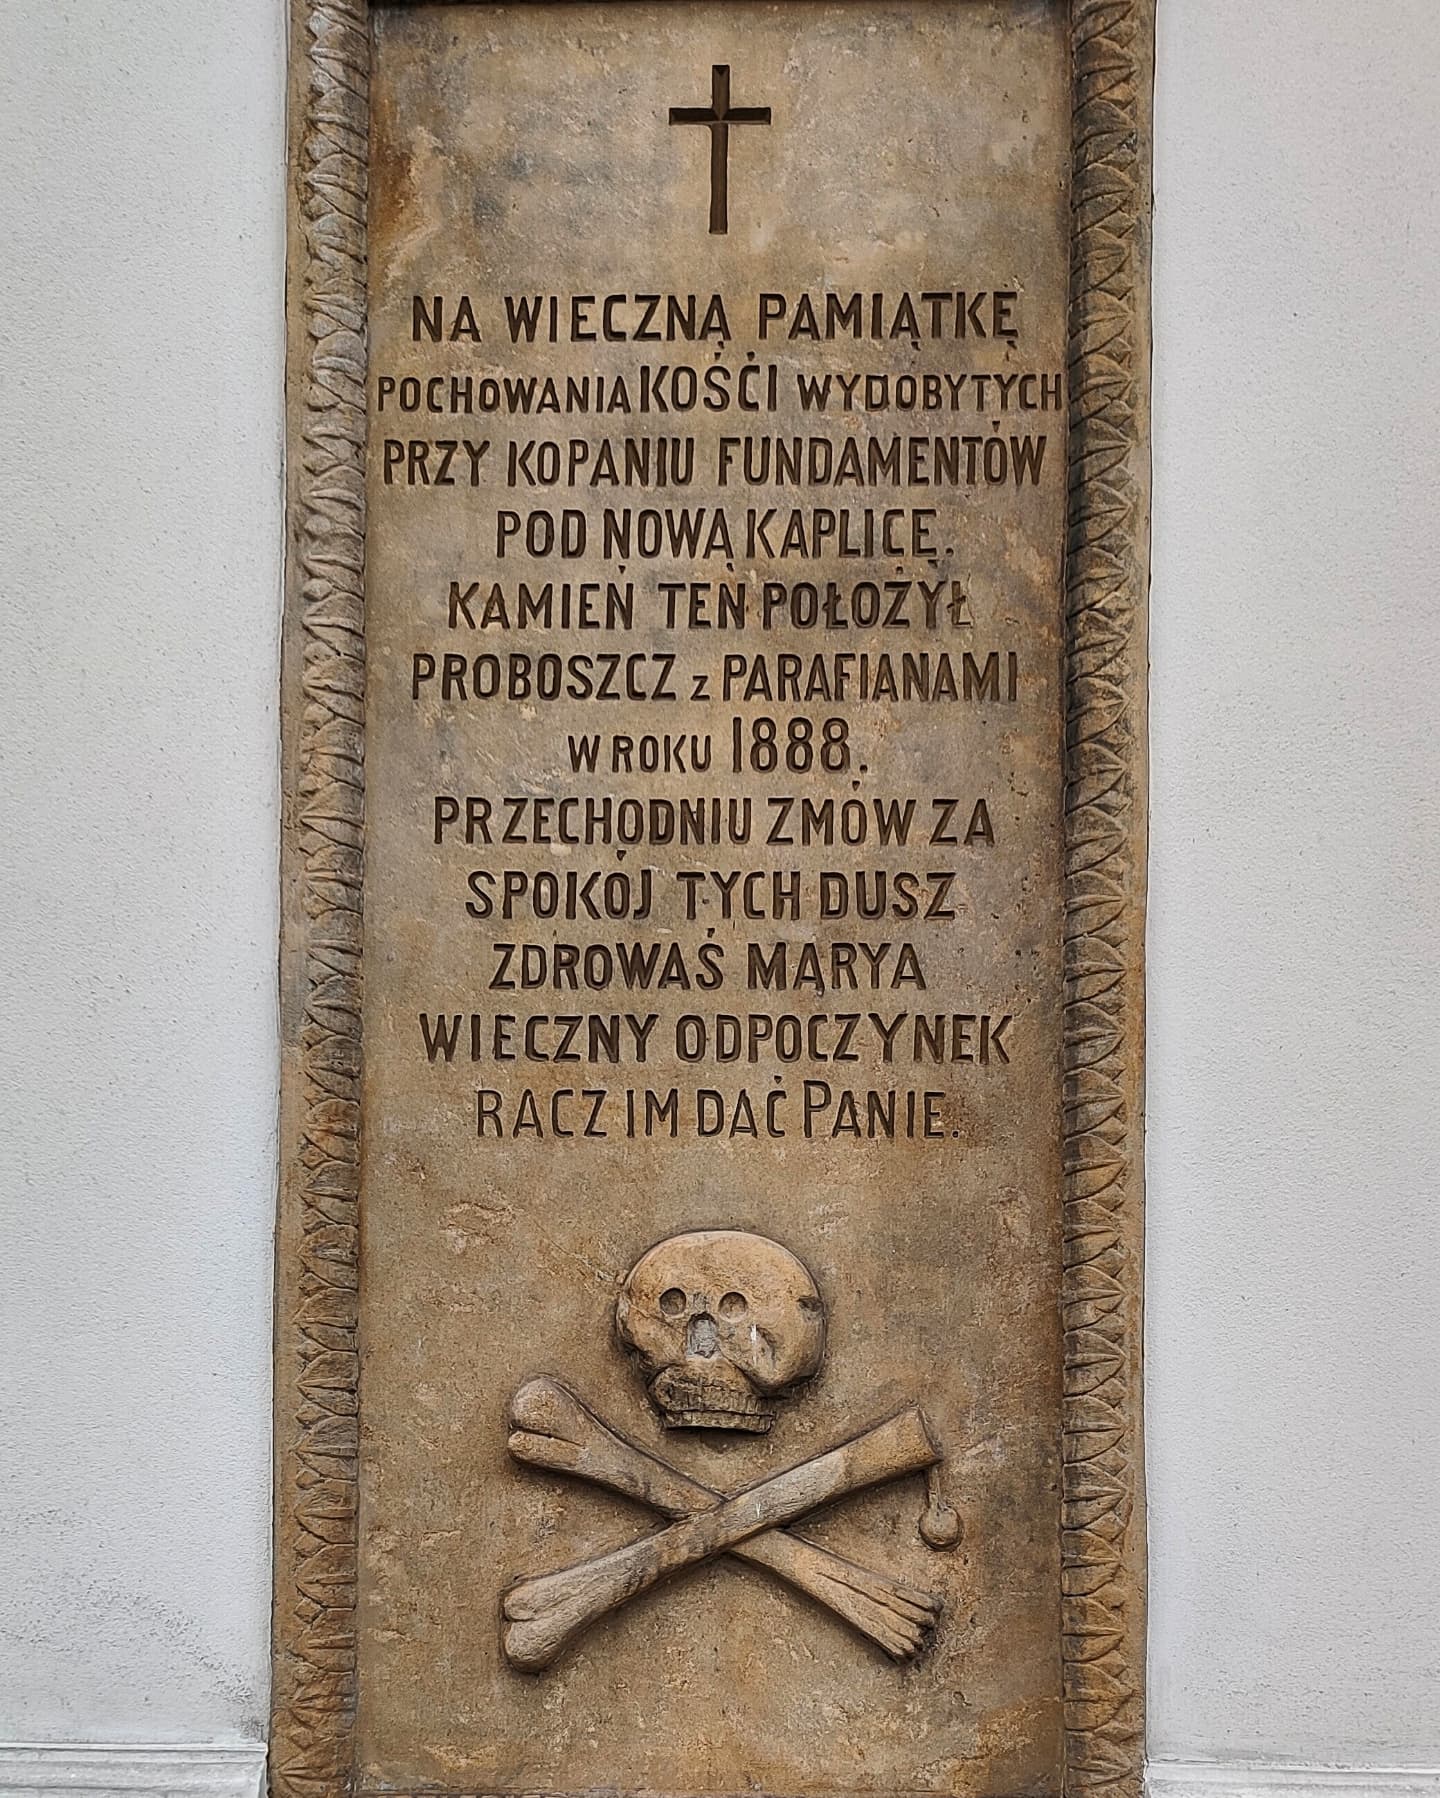 NA WIECZNĄ PAMIĄTKĘ
POCHOWANIA KOŚĆI WYDOBYTYCH
PRZY KOPANIU FUNDAMENTÓW
POD NOWĄ KAPLICĘ.
KAMIEŃ TEN POŁOŻYŁ
PROBOSZCZ z PARAFIANAMI
W ROKU 1888.
PRZECHODNIU ZMÓW ZA
SPOKÓJ TYCH DUSZ
ZDROWAŚ MARYA
WIECZNY ODPOCZYNEK
RACZ IM DAĆ PANIE.